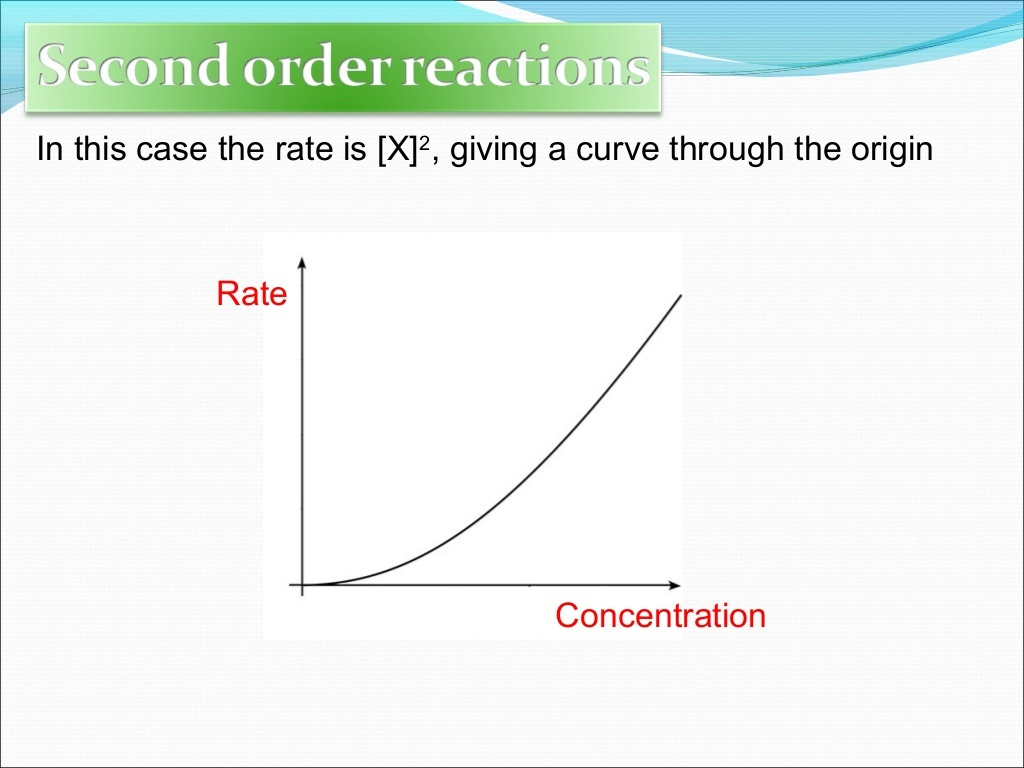 Second order reactions
In this case the rate is [X]², giving a curve through the origin
Rate
Concentration